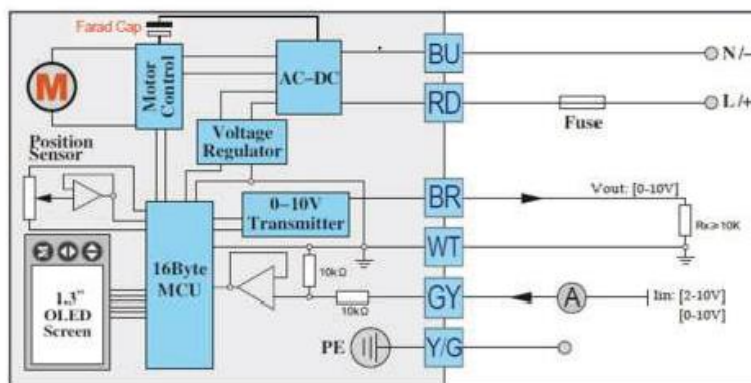 Farad Cap
M
Motor
Control
AC-DC
BU
N/-
RD
L/+
Fuse
Voltage
Regulator
Position
Sensor
0-10V
Transmitter
BR
Vout: [0-10V]
Rx≥10K
WT
16Byte
MCU
10kΩ
10kΩ
GY
A
Iin: [2-10V]
[0-10V]
M
1.3"
OLED
Screen
PE
Y/G